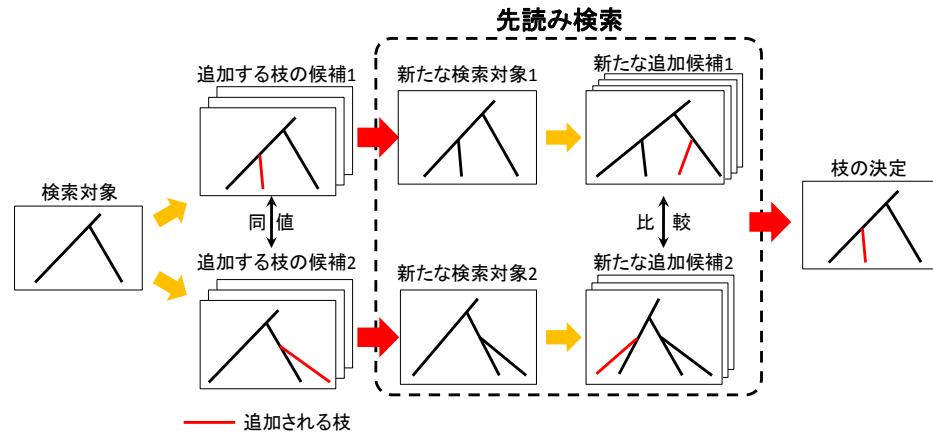 先読み検索
追加する枝の候補1
新たな検索対象1
新たな追加候補1
検索対象
同値
比較
枝の決定
追加する枝の候補2
新たな検索対象2
新たな追加候補2
追加される枝